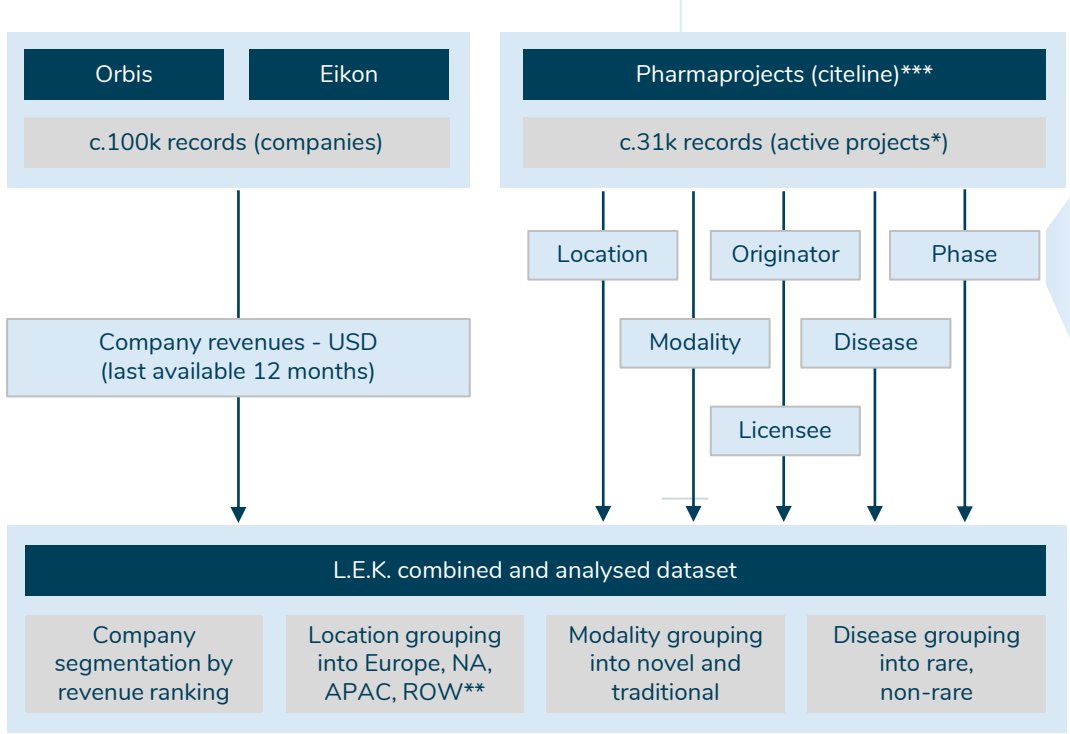 Orbis
Eikon
c.100k records (companies)
Pharmaprojects (citeline)***
c.31k records (active projects*)
Location
Originator
Phase
Company revenues - USD
(last available 12 months)
Modality
Disease
Licensee
L.E.K. combined and analysed dataset
Company
segmentation by
revenue ranking
Location grouping
into Europe, NA,
APAC, ROW**
Modality grouping
into novel and
traditional
Disease grouping
into rare,
non-rare